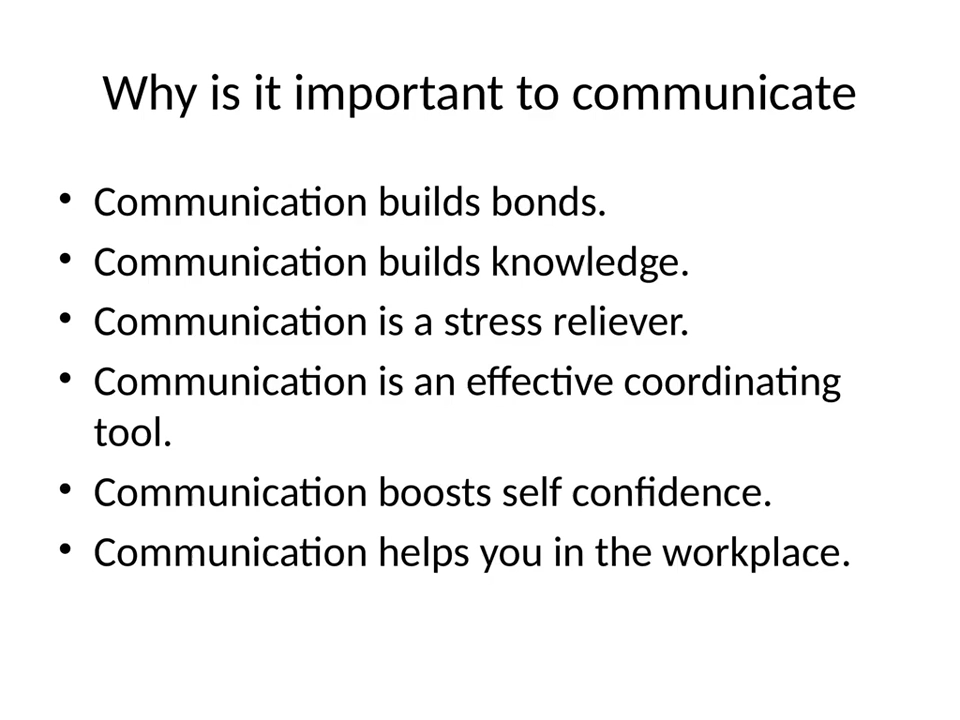 Why is it important to communicate
• Communication builds bonds.
• Communication builds knowledge.
• Communication is a stress reliever.
• Communication is an effective coordinating
tool.
• Communication boosts self confidence.
• Communication helps you in the workplace.